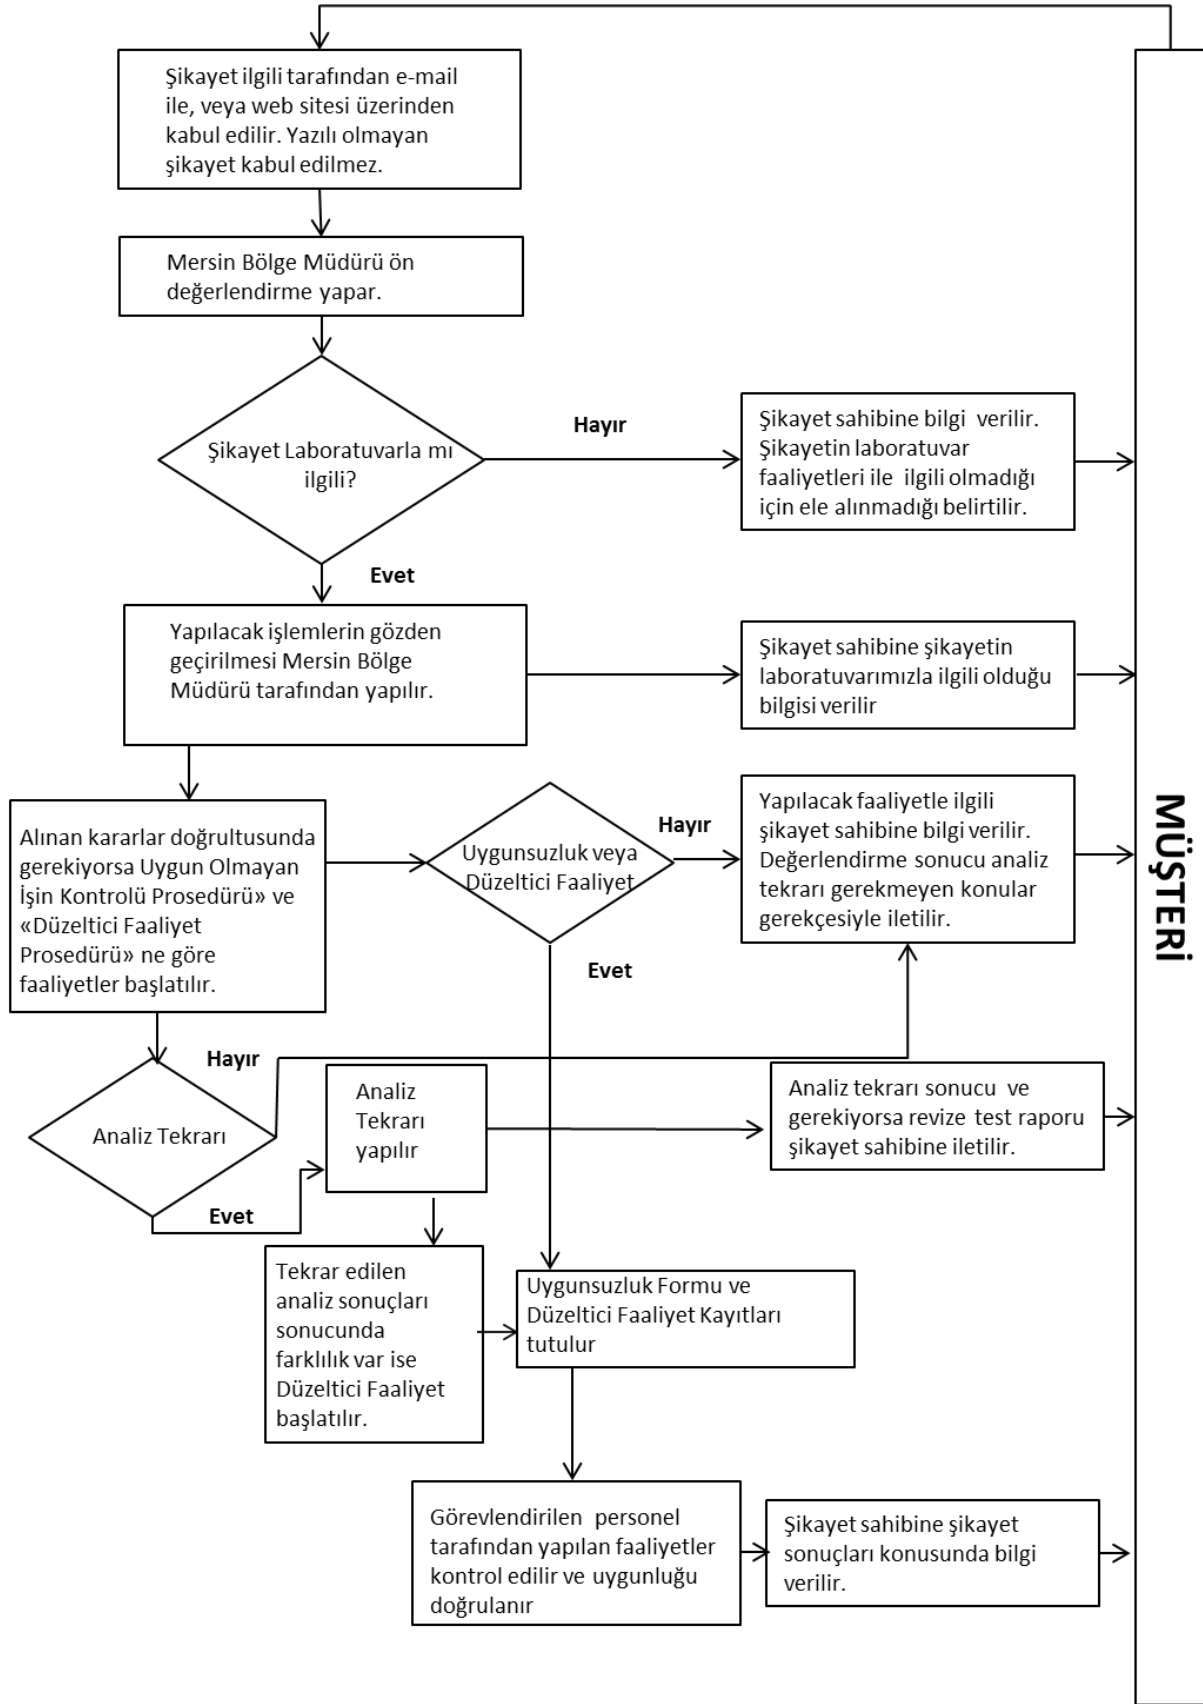 Şikayet ilgili tarafından e-mail
ile, veya web sitesi üzerinden
kabul edilir. Yazılı olmayan
şikayet kabul edilmez.
Mersin Bölge Müdürü ön
değerlendirme yapar.
Şikayet Laboratuvarla mı
ilgili?
Hayır
Şikayet sahibine bilgi verilir.
Şikayetin laboratuvar
faaliyetleri ile ilgili olmadığı
için ele alınmadığı belirtilir.
Evet
Yapılacak işlemlerin gözden
geçirilmesi Mersin Bölge
Müdürü tarafından yapılır.
Şikayet sahibine şikayetin
laboratuvarımızla ilgili olduğu
bilgisi verilir
Alınan kararlar doğrultusunda
gerekiyorsa Uygun Olmayan
İşin Kontrolü Prosedürü» ve
«Düzeltici Faaliyet
Prosedürü» ne göre
faaliyetler başlatılır.
Uygunsuzluk veya
Düzeltici Faaliyet
Hayır
Yapılacak faaliyetle ilgili
şikayet sahibine bilgi verilir.
Değerlendirme sonucu analiz
tekrarı gerekmeyen konular
gerekçesiyle iletilir.
Evet
MÜŞTERİ
Hayır
Analiz Tekrarı
Evet
Analiz
Tekrarı
yapılır
Analiz tekrarı sonucu ve
gerekiyorsa revize test raporu
şikayet sahibine iletilir.
Tekrar edilen
analiz sonuçları
sonucunda
farklılık var ise
Düzeltici Faaliyet
başlatılır.
Uygunsuzluk Formu ve
Düzeltici Faaliyet Kayıtları
tutulur
Görevlendirilen personel
tarafından yapılan faaliyetler
kontrol edilir ve uygunluğu
doğrulanır
Şikayet sahibine şikayet
sonuçları konusunda bilgi
verilir.